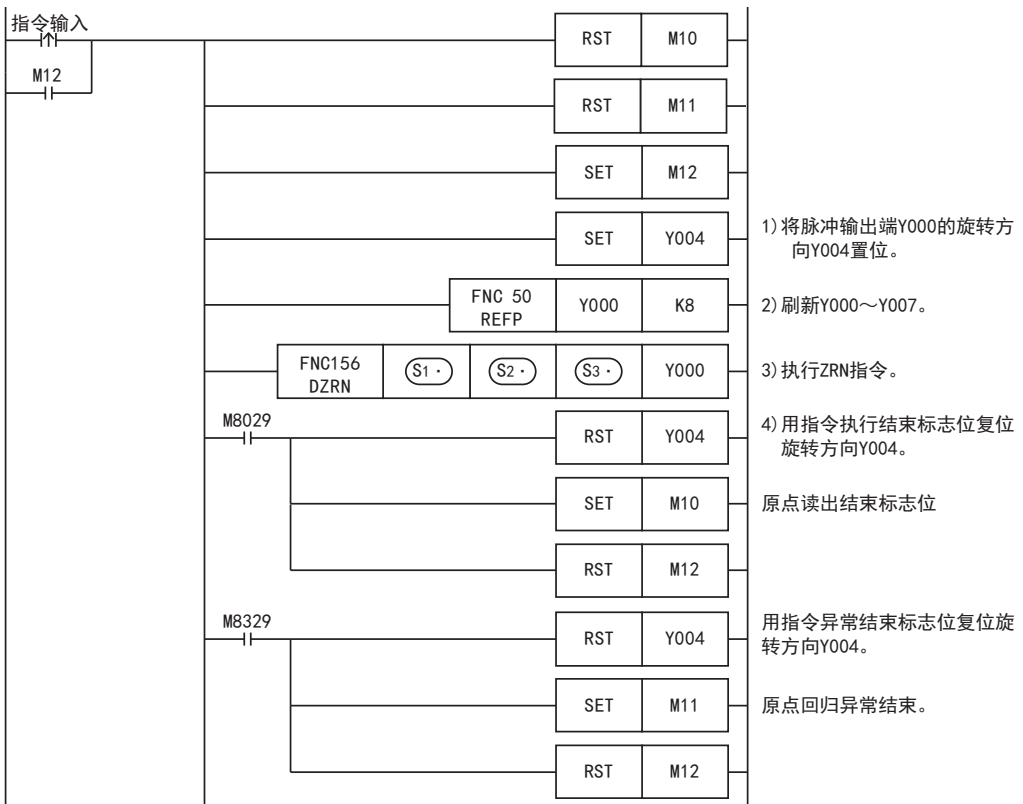 指令输入
RST M10
M12
RST M11
SET M12
SET Y004
1)将脉冲输出端Y000的旋转方
向Y004置位。
FNC 50
REFP
Y000 K8
2)刷新Y000～Y007。
FNC156
DZRN
S1· S2· S3· Y000
3)执行ZRN指令。
M8029
RST Y004
4)用指令执行结束标志位复位
旋转方向Y004。
SET M10
原点读出结束标志位
RST M12
M8329
RST Y004
用指令异常结束标志位复位旋
转方向Y004。
SET M11
原点回归异常结束。
RST M12